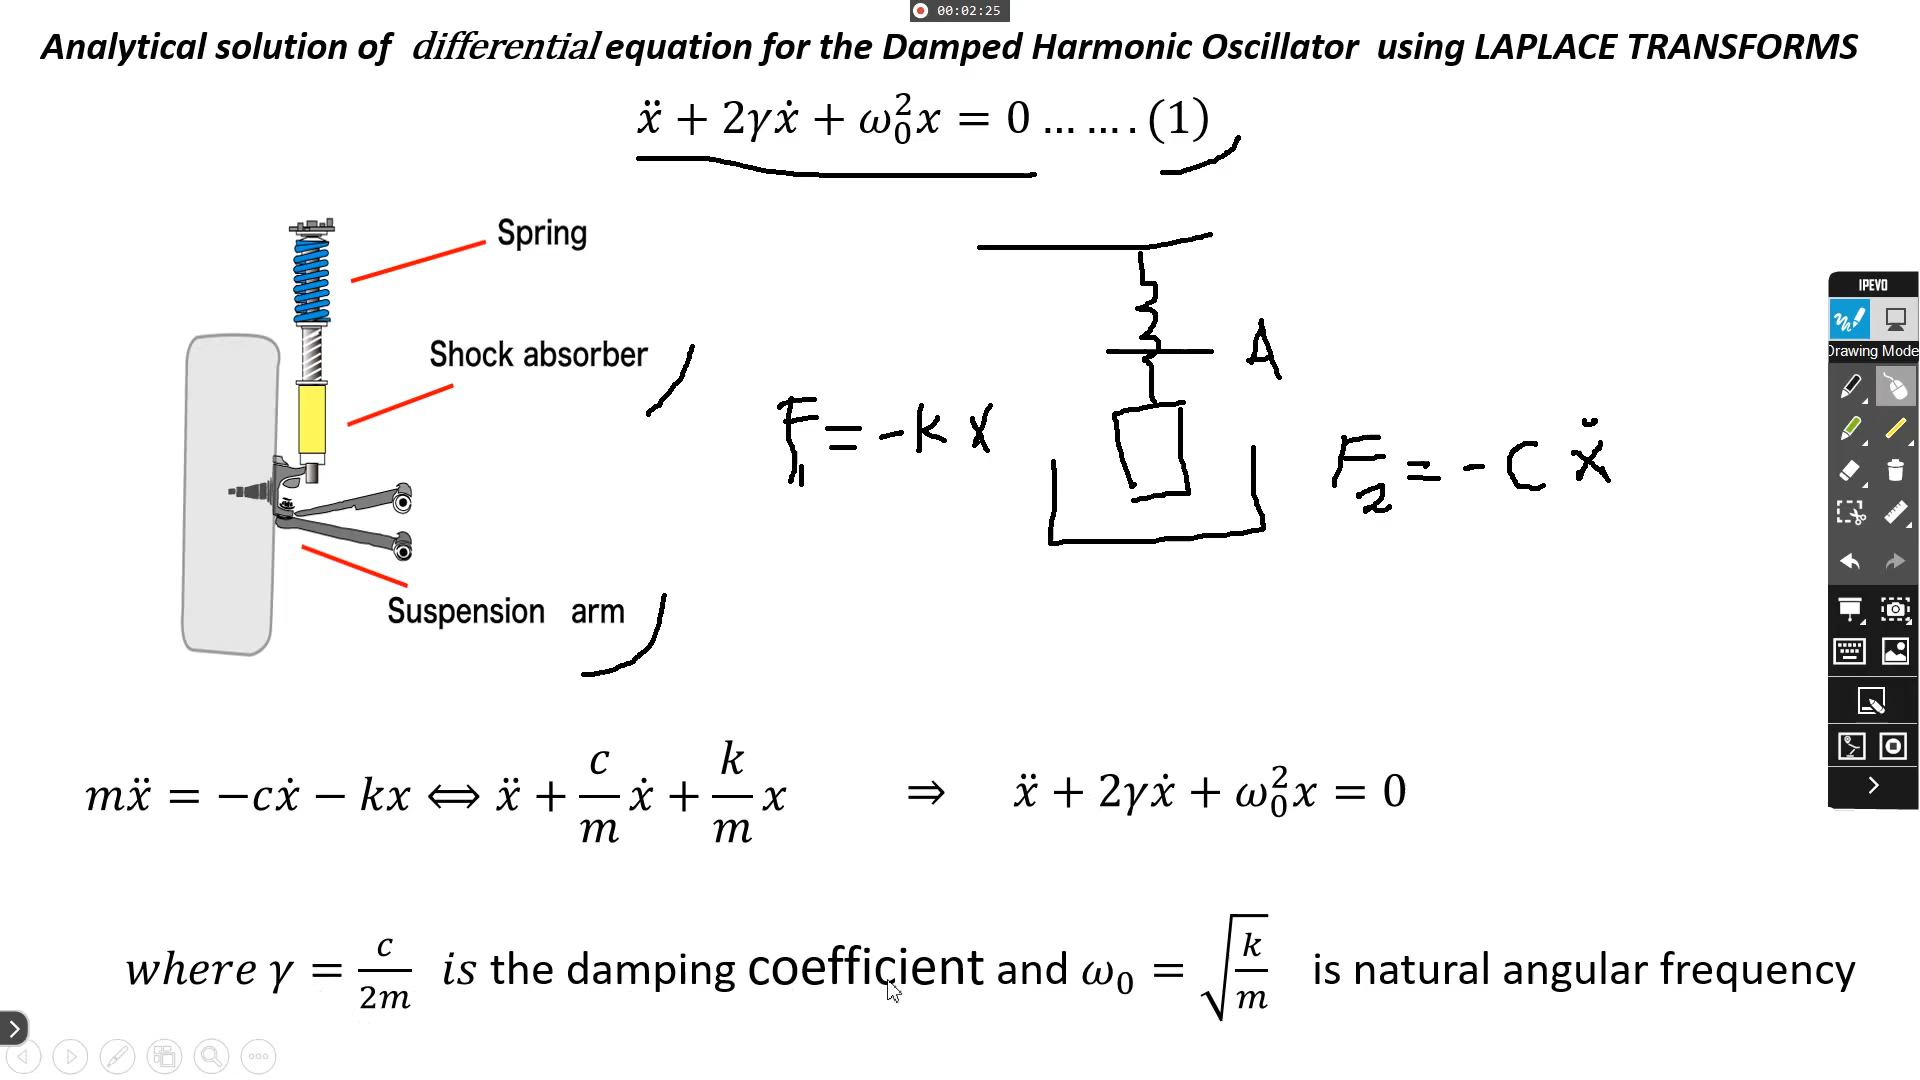 00:02:25
Analytical solution of differential equation for the Damped Harmonic Oscillator using LAPLACE TRANSFORMS
ẍ + 2γẋ + ω₀²x = 0 … … . (1)
Spring
Shock absorber
Suspension arm
A
F₁ = -kx
F₂ = -Cẋ
IPEVO
Drawing Mode
mẍ = −cẋ − kx ⟺ ẍ + c/m ẋ + k/m x ⇒ ẍ + 2γẋ + ω₀²x = 0
where γ = c/2m is the damping coefficient and ω₀ = √(k/m) is natural angular frequency